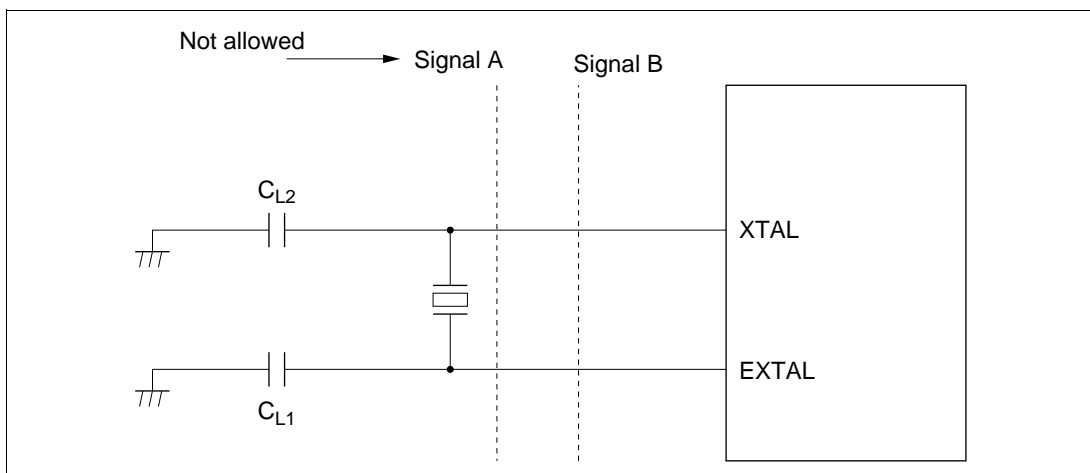 Not allowed
Signal A
Signal B
CL2
XTAL
EXTAL
CL1